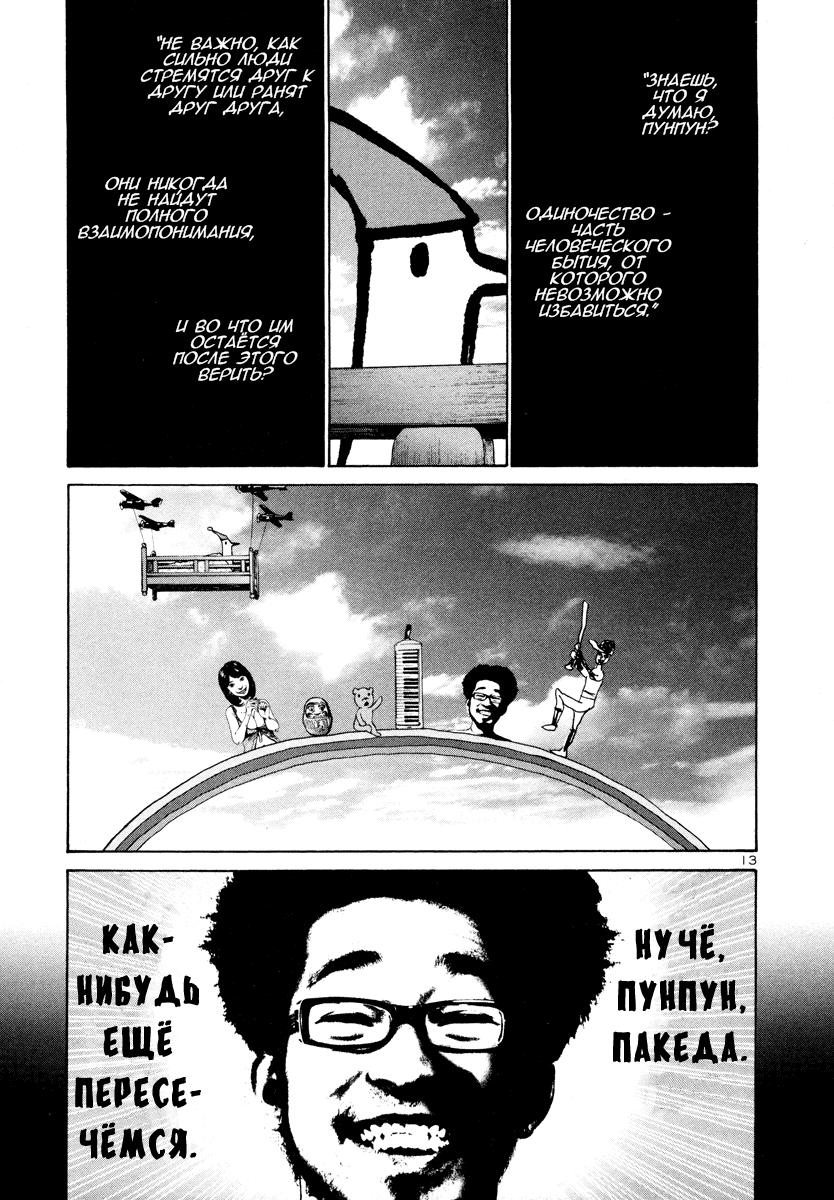 "ЗНАЕШЬ,
ЧТО Я
ДУМАЮ,
ПУНПУН?
ОДИНОЧЕСТВО -
ЧАСТЬ
ЧЕЛОВЕЧЕСКОГО
БЫТИЯ, ОТ
КОТОРОГО
НЕВОЗМОЖНО
ИЗБАВИТЬСЯ."
"НЕ ВАЖНО, КАК
СИЛЬНО ЛЮДИ
СТРЕМЯТСЯ ДРУГ К
ДРУГУ ИЛИ РАНЯТ
ДРУГ ДРУГА,
ОНИ НИКОГДА
НЕ НАЙДУТ
ПОЛНОГО
ВЗАИМОПОНИМАНИЯ,
И ВО ЧТО ИМ
ОСТАЁТСЯ
ПОСЛЕ ЭТОГО
ВЕРИТЬ?
13
НУ ЧЁ,
ПУНПУН,
ПАКЕДА.
КАК-
НИБУДЬ
ЕЩЁ
ПЕРЕСЕ-
ЧЁМСЯ.